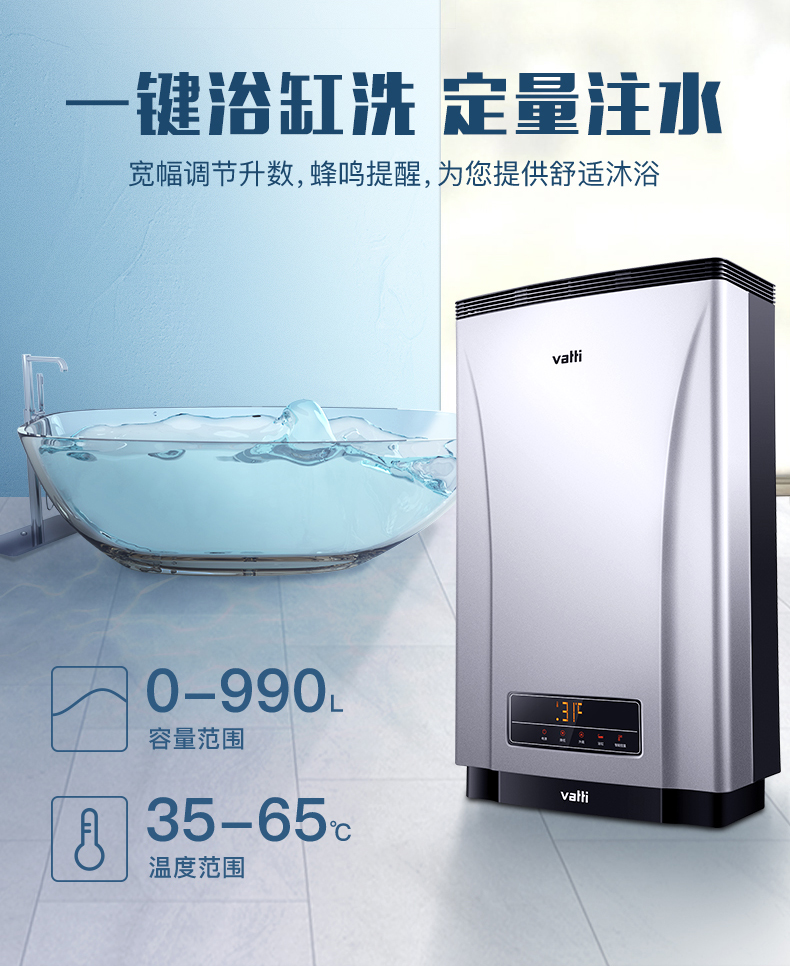 一键浴缸洗 定量注水
宽幅调节升数,蜂鸣提醒,为您提供舒适沐浴
vatti
0-990L
容量范围
35-65℃
温度范围
vatti